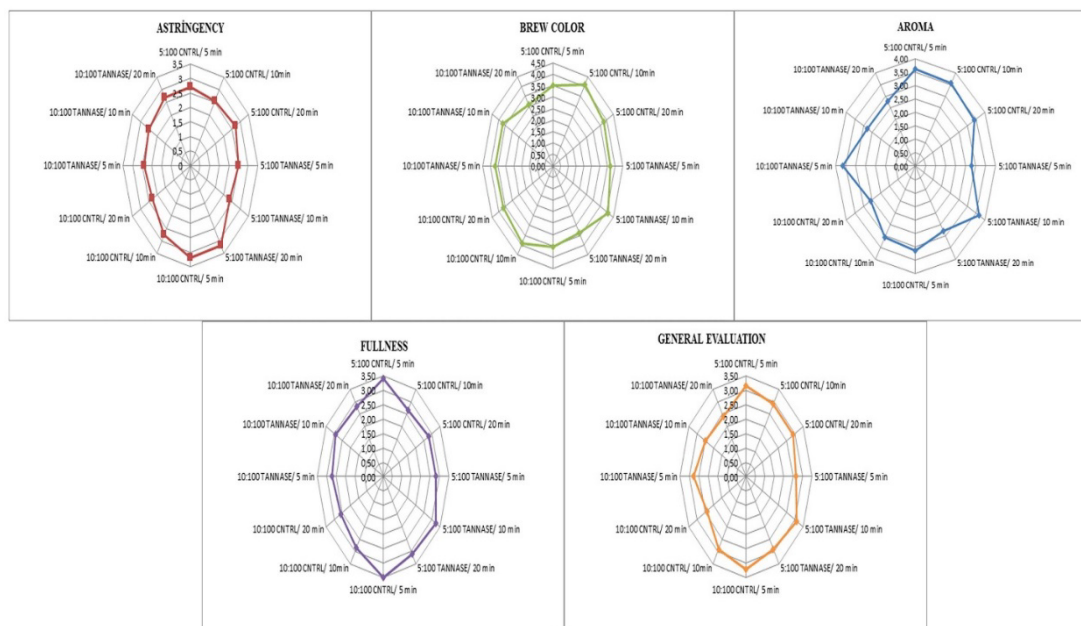 ASTRİNGENCY
5:100 CNTRL/ 5 min
5:100 CNTRL/ 10min
5:100 CNTRL/ 20 min
5:100 TANNASE/ 5 min
5:100 TANNASE/ 10 min
5:100 TANNASE/ 20 min
10:100 CNTRL/ 5 min
10:100 CNTRL/ 10min
10:100 CNTRL/ 20 min
10:100 TANNASE/ 5 min
10:100 TANNASE/ 10 min
10:100 TANNASE/ 20 min
3,5
3
2,5
2
1,5
1
0,5
0
BREW COLOR
5:100 CNTRL/ 5 min
5:100 CNTRL/ 10min
5:100 CNTRL/ 20 min
5:100 TANNASE/ 5 min
5:100 TANNASE/ 10 min
5:100 TANNASE/ 20 min
10:100 CNTRL/ 5 min
10:100 CNTRL/ 10min
10:100 CNTRL/ 20 min
10:100 TANNASE/ 5 min
10:100 TANNASE/ 10 min
10:100 TANNASE/ 20 min
4,50
4,00
3,50
3,00
2,50
2,00
1,50
1,00
0,50
0,00
AROMA
5:100 CNTRL/ 5 min
5:100 CNTRL/ 10min
5:100 CNTRL/ 20 min
5:100 TANNASE/ 5 min
5:100 TANNASE/ 10 min
5:100 TANNASE/ 20 min
10:100 CNTRL/ 5 min
10:100 CNTRL/ 10min
10:100 CNTRL/ 20 min
10:100 TANNASE/ 5 min
10:100 TANNASE/ 10 min
10:100 TANNASE/ 20 min
4,00
3,50
3,00
2,50
2,00
1,50
1,00
0,50
0,00
FULLNESS
5:100 CNTRL/ 5 min
5:100 CNTRL/ 10min
5:100 CNTRL/ 20 min
5:100 TANNASE/ 5 min
5:100 TANNASE/ 10 min
5:100 TANNASE/ 20 min
10:100 CNTRL/ 5 min
10:100 CNTRL/ 10min
10:100 CNTRL/ 20 min
10:100 TANNASE/ 5 min
10:100 TANNASE/ 10 min
10:100 TANNASE/ 20 min
3,50
3,00
2,50
2,00
1,50
1,00
0,50
0,00
GENERAL EVALUATION
5:100 CNTRL/ 5 min
5:100 CNTRL/ 10min
5:100 CNTRL/ 20 min
5:100 TANNASE/ 5 min
5:100 TANNASE/ 10 min
5:100 TANNASE/ 20 min
10:100 CNTRL/ 5 min
10:100 CNTRL/ 10min
10:100 CNTRL/ 20 min
10:100 TANNASE/ 5 min
10:100 TANNASE/ 10 min
10:100 TANNASE/ 20 min
3,50
3,00
2,50
2,00
1,50
1,00
0,50
0,00